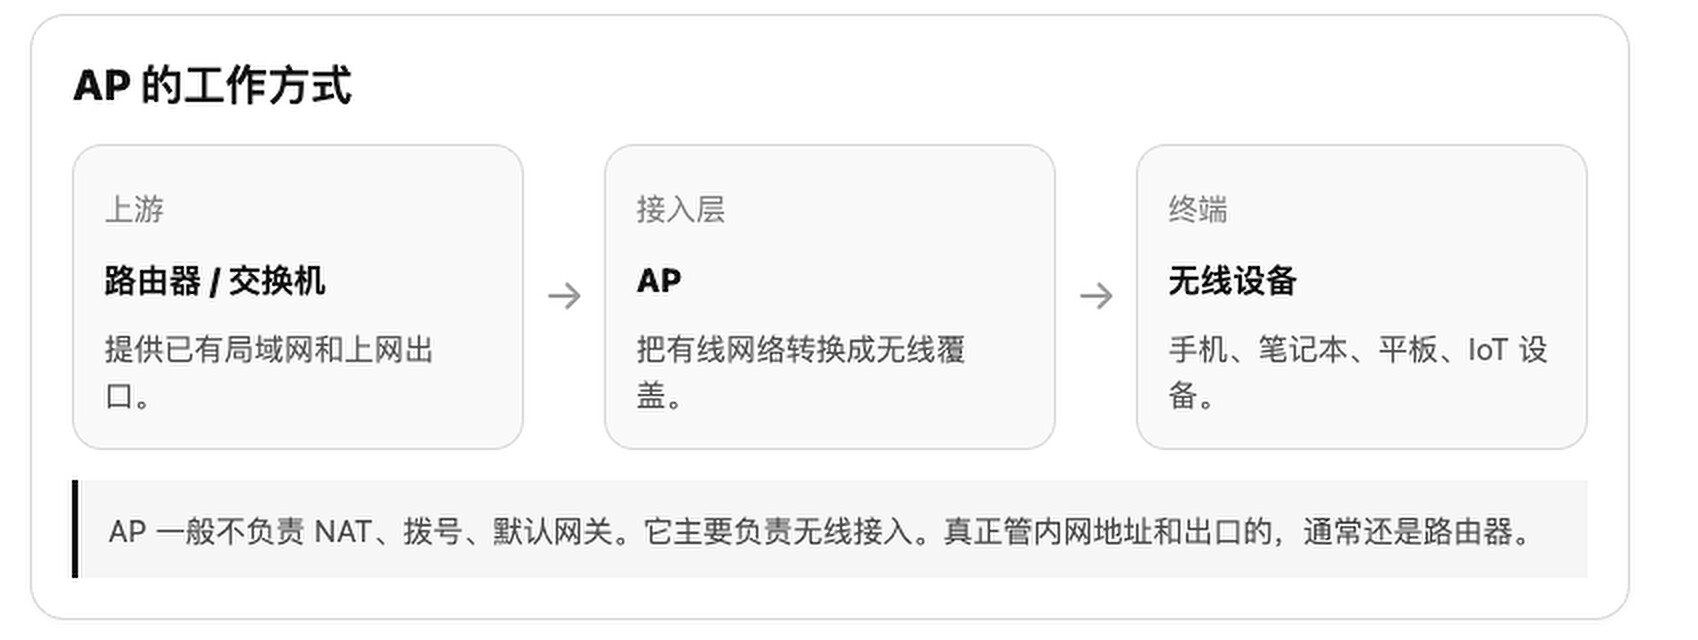 AP 的工作方式
上游
路由器 / 交换机
提供已有局域网和上网出
口。
→
接入层
AP
把有线网络转换成无线覆
盖。
→
终端
无线设备
手机、笔记本、平板、IoT 设
备。
AP 一般不负责 NAT、拨号、默认网关。它主要负责无线接入。真正管内网地址和出口的，通常还是路由器。